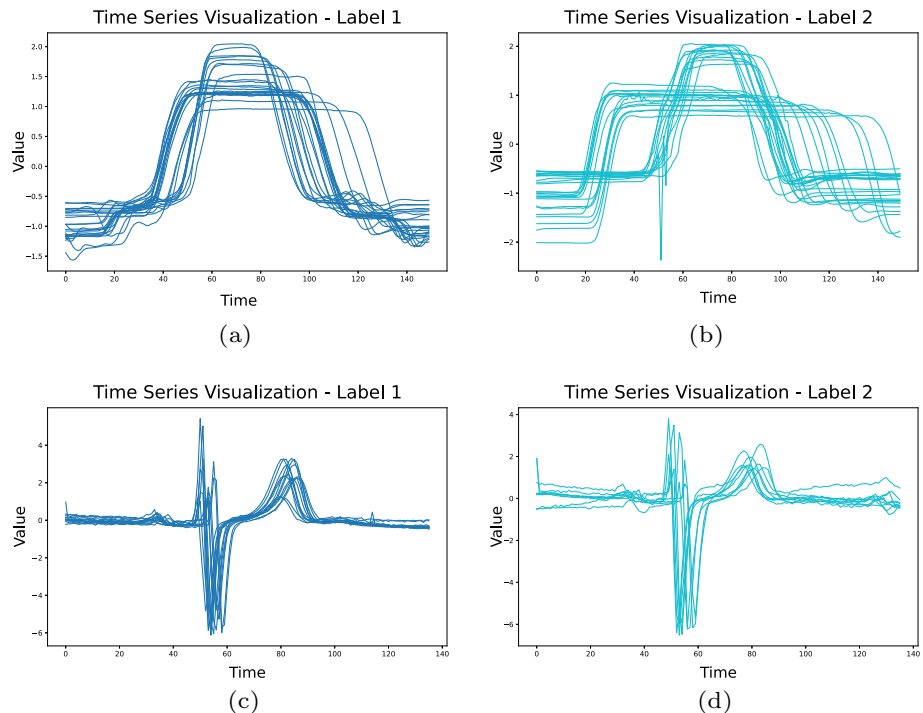 Time Series Visualization - Label 1
Time Series Visualization - Label 2
Value
2.0
1.5
1.0
0.5
0.0
−0.5
−1.0
−1.5
0 20 40 60 80 100 120 140
Time
(a)
Value
2
1
0
−1
−2
0 20 40 60 80 100 120 140
Time
(b)
Time Series Visualization - Label 1
Time Series Visualization - Label 2
Value
4
2
0
−2
−4
−6
0 20 40 60 80 100 120 140
Time
(c)
Value
4
2
0
−2
−4
−6
0 20 40 60 80 100 120 140
Time
(d)